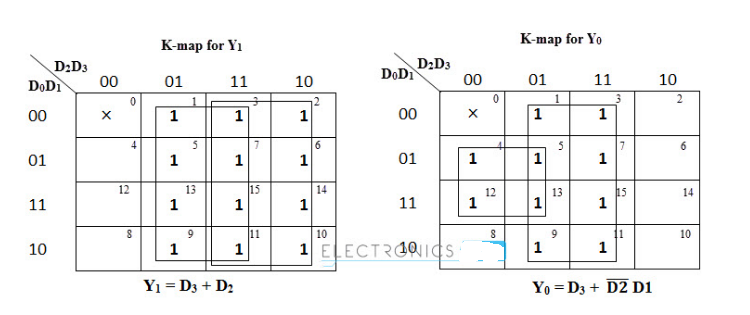 K-map for Y₁
D₂D₃
D₀D₁
00 01 11 10
00 × 0 1 1 1 3 1 2
01 4 1 5 1 7 1 6
11 12 1 13 1 15 1 14
10 8 1 9 1 11 1 10
Y₁ = D₃ + D₂
K-map for Y₀
D₂D₃
D₀D₁
00 01 11 10
00 × 0 1 1 1 3 2
01 1 4 1 5 1 7 6
11 1 12 1 13 1 15 14
10 8 1 9 1 11 10
Y₀ = D₃ + D̅2̅ D1
ELECTRONICS